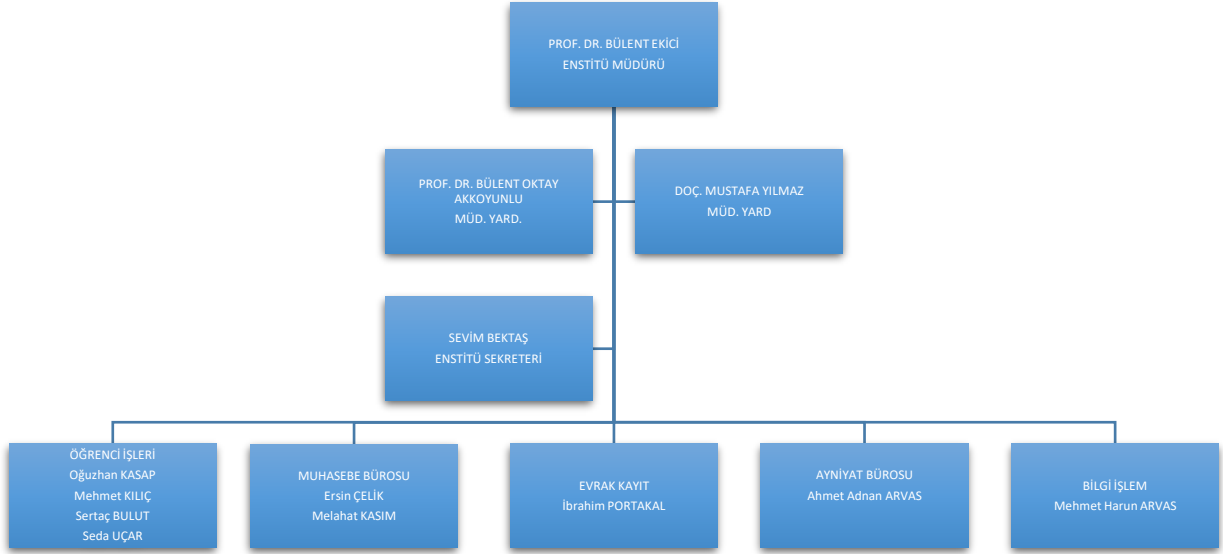 PROF. DR. BÜLENT EKİCİ
ENSTİTÜ MÜDÜRÜ
PROF. DR. BÜLENT OKTAY
AKKOYUNLU
MÜD. YARD.
DOÇ. MUSTAFA YILMAZ
MÜD. YARD
SEVİM BEKTAŞ
ENSTİTÜ SEKRETERİ
ÖĞRENCİ İŞLERİ
Oğuzhan KASAP
Mehmet KILIÇ
Sertaç BULUT
Seda UÇAR
MUHASEBE BÜROSU
Ersin ÇELİK
Melahat KASIM
EVRAK KAYIT
İbrahim PORTAKAL
AYNİYAT BÜROSU
Ahmet Adnan ARVAS
BİLGİ İŞLEM
Mehmet Harun ARVAS